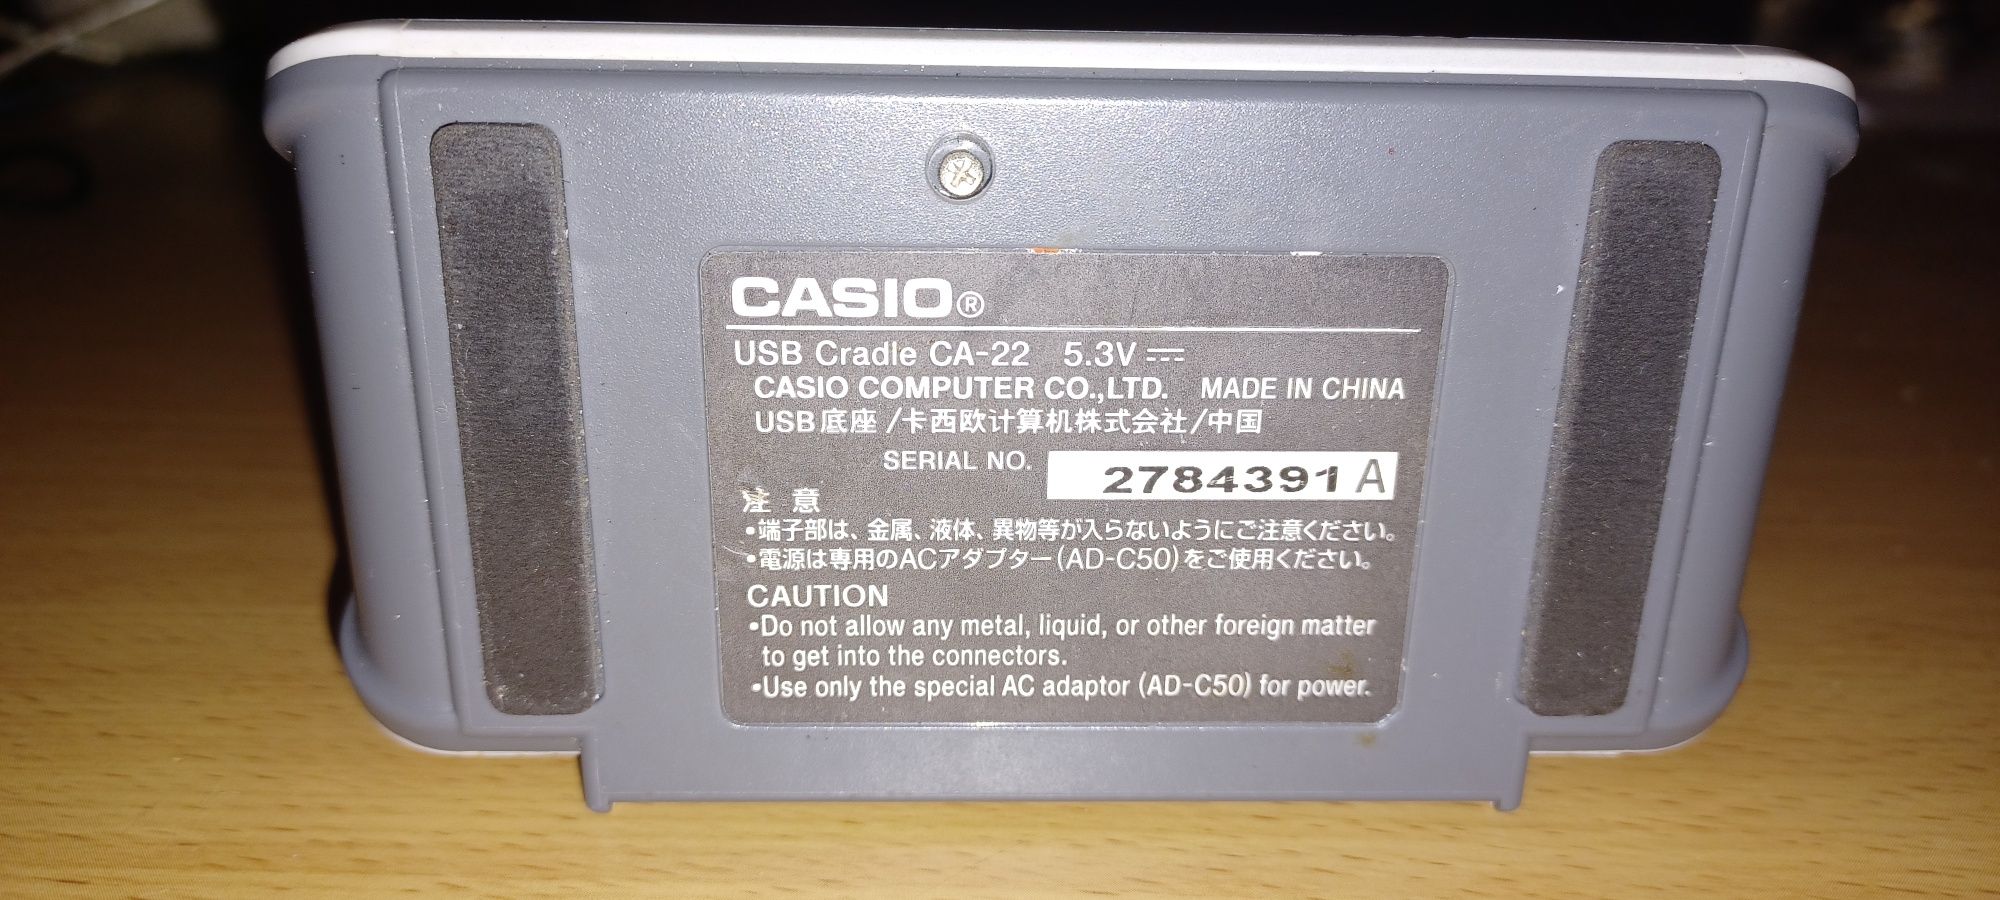 CASIO®
USB Cradle CA-22 5.3V
CASIO COMPUTER CO.,LTD. MADE IN CHINA
USB底座/卡西欧计算机株式会社/中国
SERIAL NO. 2784391 A
注意
•端子部は、金属、液体、異物等が入らないようにご注意ください。
•電源は専用のACアダプター(AD-C50)をご使用ください。
CAUTION
•Do not allow any metal, liquid, or other foreign matter
to get into the connectors.
•Use only the special AC adaptor (AD-C50) for power.